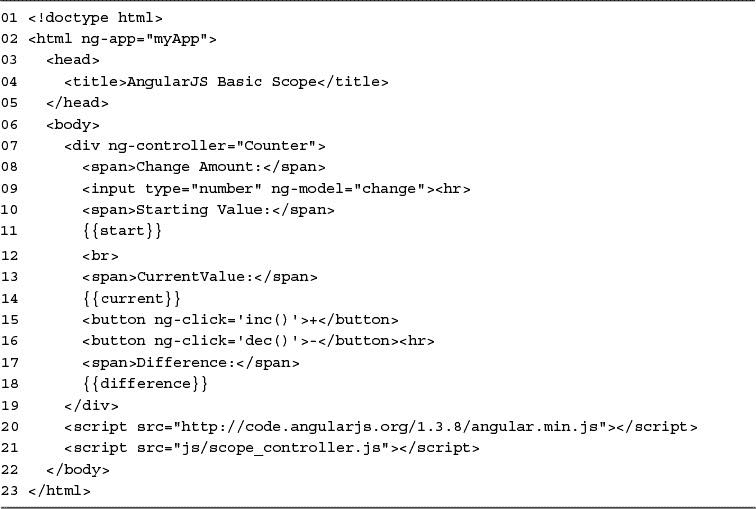 01 <!doctype html>
02 <html ng-app="myApp">
03   <head>
04     <title>AngularJS Basic Scope</title>
05   </head>
06   <body>
07     <div ng-controller="Counter">
08       <span>Change Amount:</span>
09       <input type="number" ng-model="change"><hr>
10       <span>Starting Value:</span>
11       {{start}}
12       <br>
13       <span>CurrentValue:</span>
14       {{current}}
15       <button ng-click='inc()'>+</button>
16       <button ng-click='dec()'>-</button><hr>
17       <span>Difference:</span>
18       {{difference}}
19     </div>
20     <script src="http://code.angularjs.org/1.3.8/angular.min.js"></script>
21     <script src="js/scope_controller.js"></script>
22   </body>
23 </html>